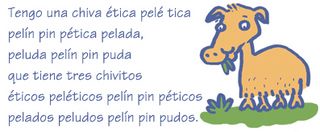 Tengo una chiva ética pelé tica
pelín pin pética pelada,
peluda pelín pin puda
que tiene tres chivitos
éticos peléticos pelín pin péticos
pelados peludos pelín pin pudos.